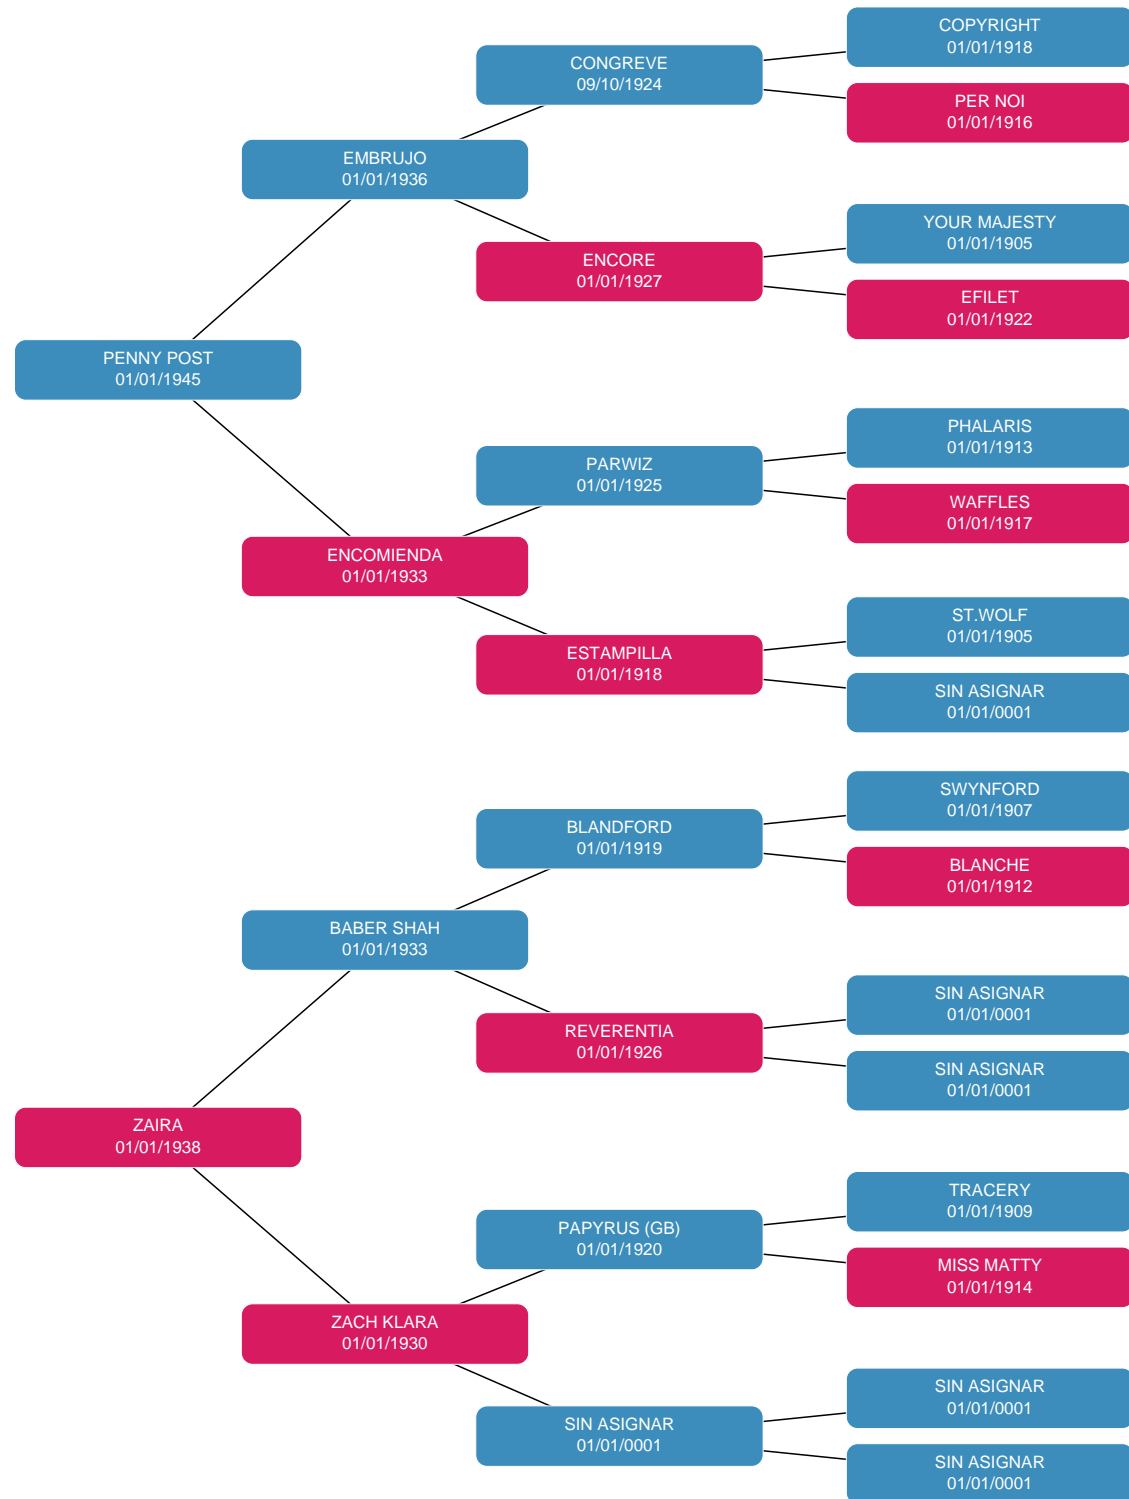 COPYRIGHT
01/01/1918
CONGREVE
09/10/1924
PER NOI
01/01/1916
EMBRUJO
01/01/1936
YOUR MAJESTY
01/01/1905
ENCORE
01/01/1927
EFILET
01/01/1922
PENNY POST
01/01/1945
PHALARIS
01/01/1913
PARWIZ
01/01/1925
WAFFLES
01/01/1917
ENCOMIENDA
01/01/1933
ST.WOLF
01/01/1905
ESTAMPILLA
01/01/1918
SIN ASIGNAR
01/01/0001
SWYNFORD
01/01/1907
BLANDFORD
01/01/1919
BLANCHE
01/01/1912
BABER SHAH
01/01/1933
SIN ASIGNAR
01/01/0001
REVERENTIA
01/01/1926
SIN ASIGNAR
01/01/0001
ZAIRA
01/01/1938
TRACERY
01/01/1909
PAPYRUS (GB)
01/01/1920
MISS MATTY
01/01/1914
ZACH KLARA
01/01/1930
SIN ASIGNAR
01/01/0001
SIN ASIGNAR
01/01/0001
SIN ASIGNAR
01/01/0001